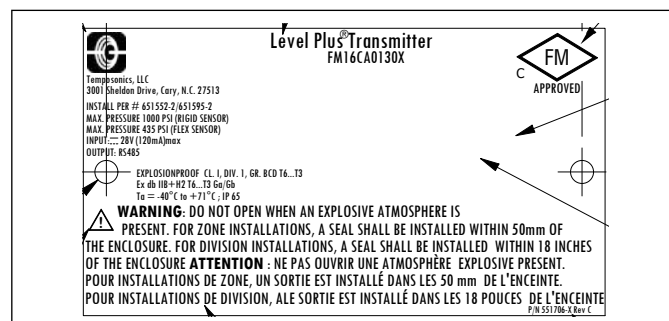 Level Plus® Transmitter
FM16CA0130X
FM
C
APPROVED
Temposonics, LLC
3001 Sheldon Drive, Cary, N.C. 27513
INSTALL PER # 651552-2/651595-2
MAX. PRESSURE 1000 PSI (RIGID SENSOR)
MAX. PRESSURE 435 PSI (FLEX SENSOR)
INPUT: 28V (120mA)max
OUTPUT: RS485
EXPLOSIONPROOF CL. I, DIV. 1, GR. BCD T6...T3
Ex db IIB+H2 T6...T3 Ga/Gb
Ta = -40°C to +71°C ; IP 65
WARNING: DO NOT OPEN WHEN AN EXPLOSIVE ATMOSPHERE IS
PRESENT. FOR ZONE INSTALLATIONS, A SEAL SHALL BE INSTALLED WITHIN 50mm OF
THE ENCLOSURE. FOR DIVISION INSTALLATIONS, A SEAL SHALL BE INSTALLED WITHIN 18 INCHES
OF THE ENCLOSURE ATTENTION : NE PAS OUVRIR UNE ATMOSPHÈRE EXPLOSIVE PRESENT.
POUR INSTALLATIONS DE ZONE, UN SORTIE EST INSTALLÉ DANS LES 50 mm DE L'ENCEINTE.
POUR INSTALLATIONS DE DIVISION, ALE SORTIE EST INSTALLÉ DANS LES 18 POUCES DE L'ENCEINTE
P/N 551706-X Rev C